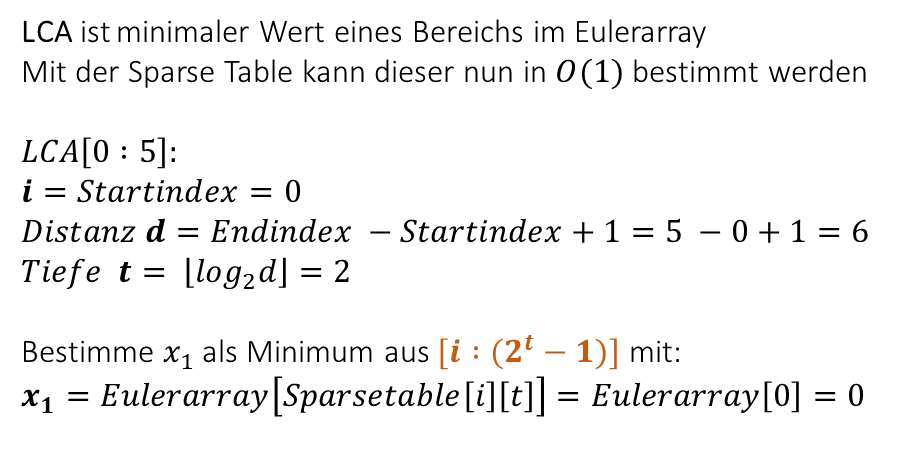 LCA ist minimaler Wert eines Bereichs im Eulerarray
Mit der Sparse Table kann dieser nun in O(1) bestimmt werden
LCA[0 : 5]:
i = Startindex = 0
Distanz d = Endindex − Startindex + 1 = 5 − 0 + 1 = 6
Tiefe t = ⌊log₂d⌋ = 2
Bestimme x₁ als Minimum aus [i : (2ᵗ − 1)] mit:
x₁ = Eulerarray[Sparsetable[i][t]] = Eulerarray[0] = 0